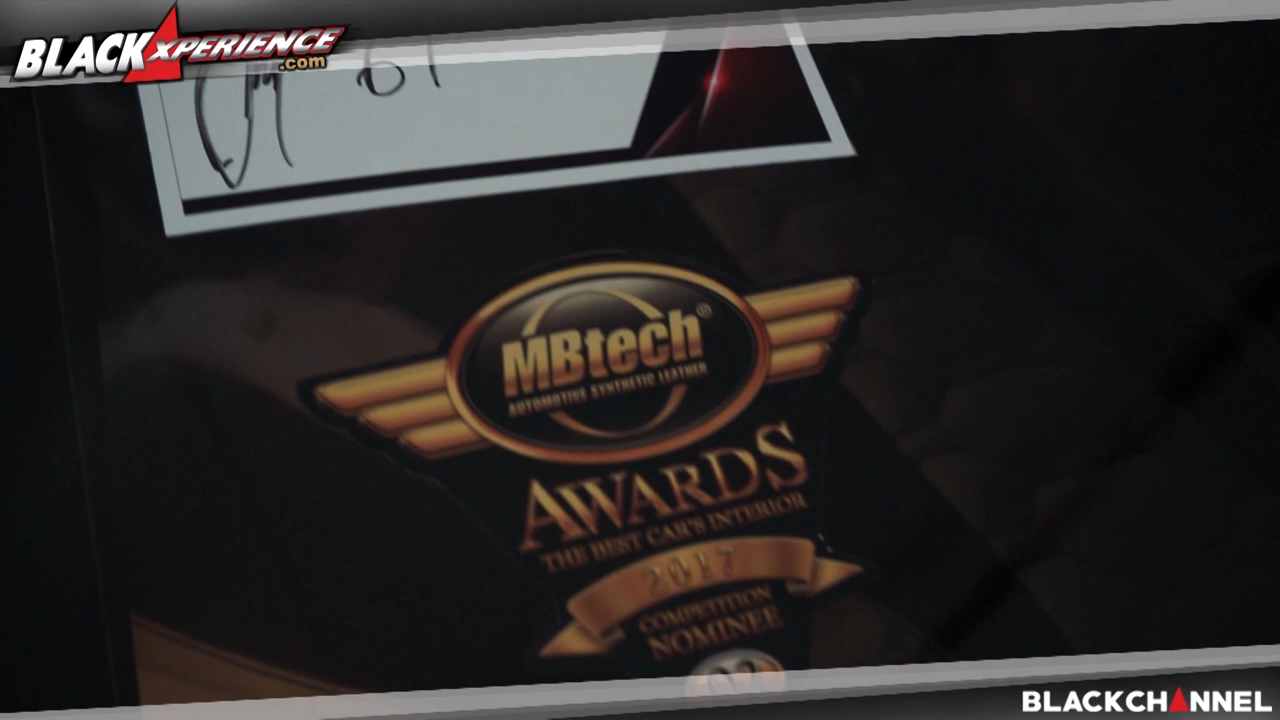 BLACKXPERIENCE
.com
MBtech®
AUTOMOTIVE SYNTHETIC LEATHER
AWARDS
THE BEST CAR'S INTERIOR
2017
COMPETITION
NOMINEE
BLACKCHANNEL